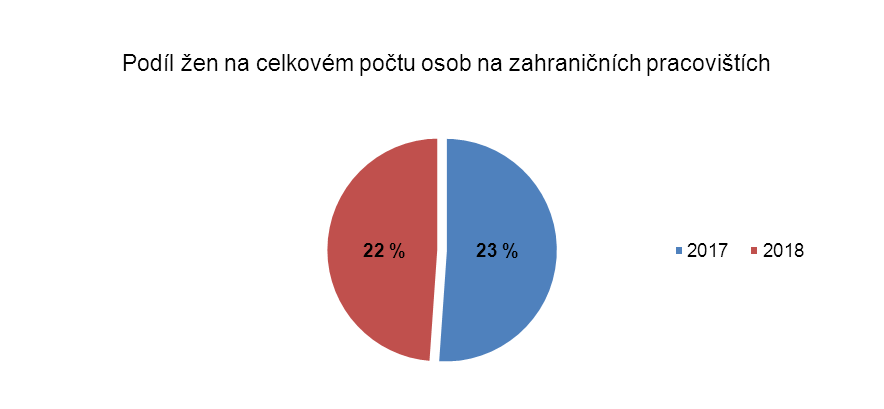 Podíl žen na celkovém počtu osob na zahraničních pracovištích
22 %
23 %
2017
2018